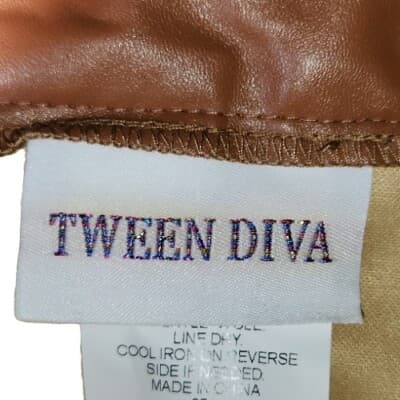 TWEEN DIVA
LINE DRY.
COOL IRON ON REVERSE
SIDE IF NEEDED.
MADE IN CHINA